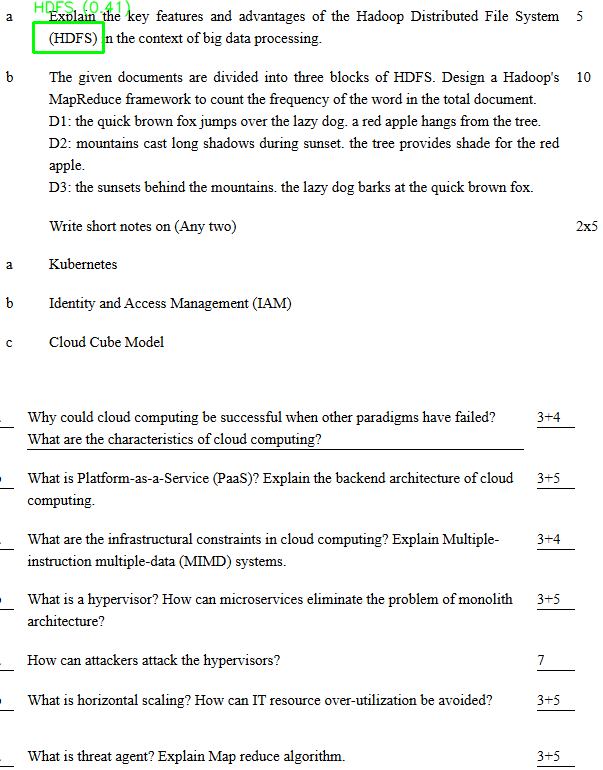 HDFS (0.41)
a Explain the key features and advantages of the Hadoop Distributed File System 5
(HDFS) in the context of big data processing.
b The given documents are divided into three blocks of HDFS. Design a Hadoop's 10
MapReduce framework to count the frequency of the word in the total document.
D1: the quick brown fox jumps over the lazy dog. a red apple hangs from the tree.
D2: mountains cast long shadows during sunset. the tree provides shade for the red
apple.
D3: the sunsets behind the mountains. the lazy dog barks at the quick brown fox.
Write short notes on (Any two) 2x5
a Kubernetes
b Identity and Access Management (IAM)
c Cloud Cube Model
Why could cloud computing be successful when other paradigms have failed? 3+4
What are the characteristics of cloud computing?
What is Platform-as-a-Service (PaaS)? Explain the backend architecture of cloud 3+5
computing.
What are the infrastructural constraints in cloud computing? Explain Multiple- 3+4
instruction multiple-data (MIMD) systems.
What is a hypervisor? How can microservices eliminate the problem of monolith 3+5
architecture?
How can attackers attack the hypervisors? 7
What is horizontal scaling? How can IT resource over-utilization be avoided? 3+5
What is threat agent? Explain Map reduce algorithm. 3+5